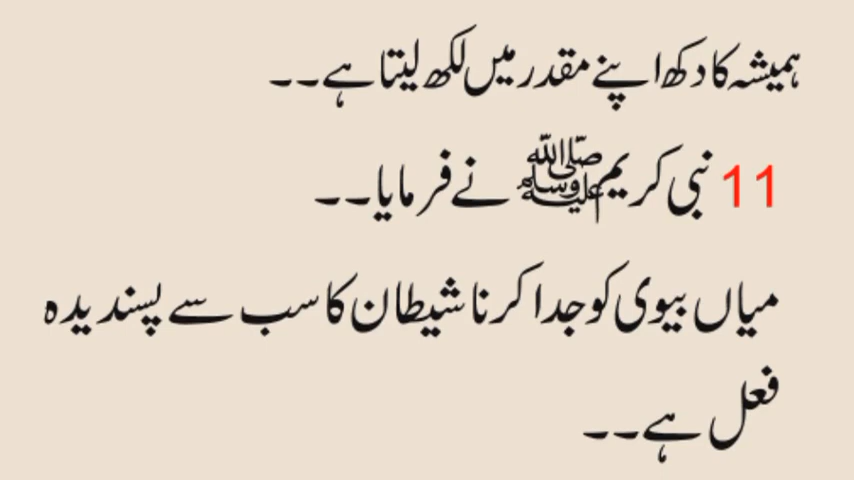 ہمیشہ کا دکھ اپنے مقدر میں لکھ لیتا ہے۔۔
11 نبی کریم ﷺ نے فرمایا۔۔
میاں بیوی کو جدا کرنا شیطان کا سب سے پسندیدہ
فعل ہے۔۔